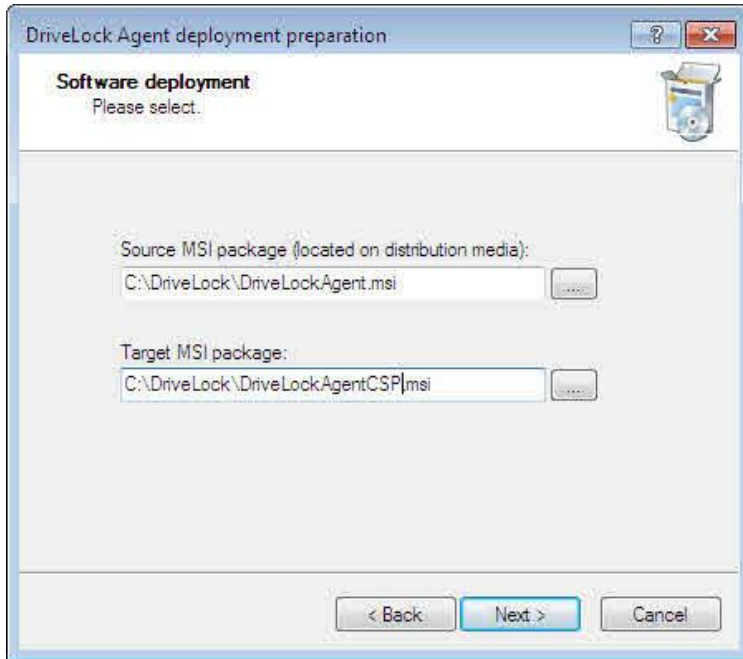 DriveLock Agent deployment preparation
Software deployment
Please select.
Source MSI package (located on distribution media):
C:\DriveLock\DriveLockAgent.msi
...
Target MSI package:
C:\DriveLock\DriveLockAgentCSP.msi
...
< Back Next > Cancel